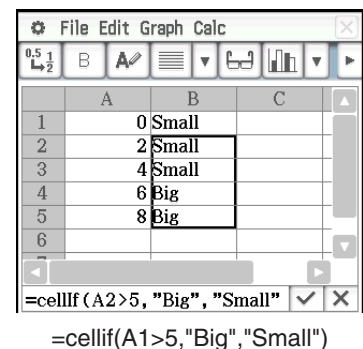 File Edit Graph Calc
0.5 1 2 B A
A B C
1 0 Small
2 2 Small
3 4 Small
4 6 Big
5 8 Big
6
=cellIf(A2>5,"Big","Small"
=cellif(A1>5,"Big","Small")